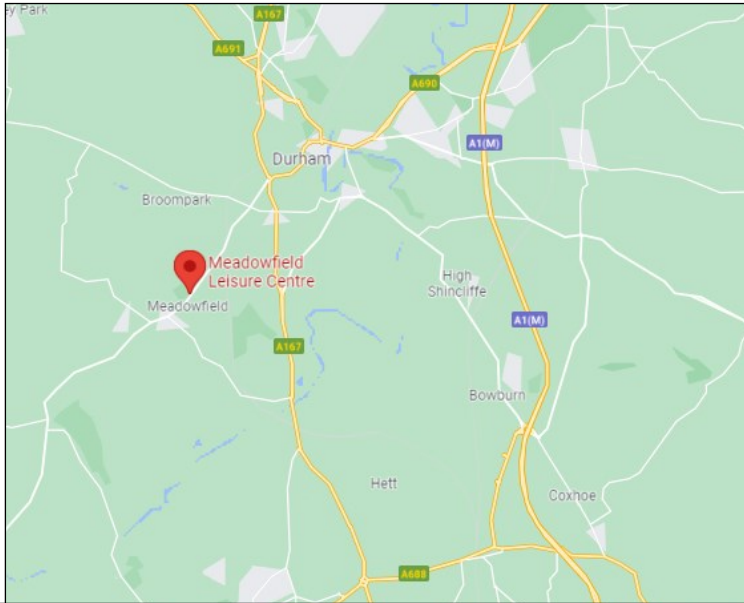 ey Park
A167
A691
A690
A1(M)
Durham
Broompark
Meadowfield
Leisure Centre
High
Shincliffe
Meadowfield
A1(M)
A167
Bowburn
Hett
Coxhoe
A688